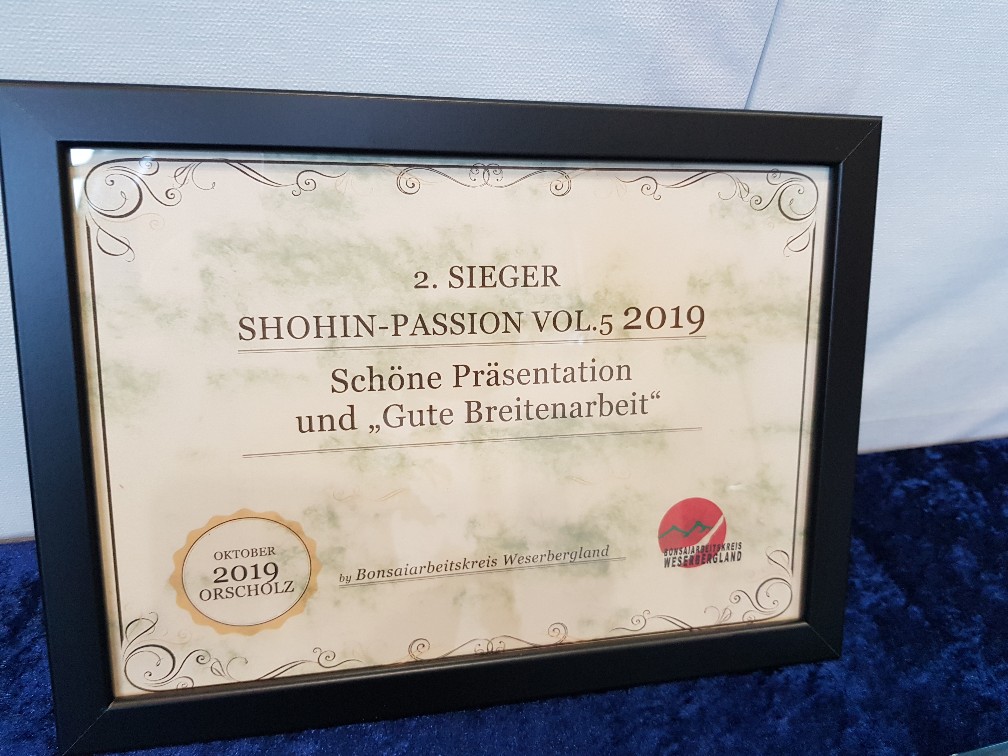 2. SIEGER
SHOHIN-PASSION VOL.5 2019
Schöne Präsentation
und „Gute Breitenarbeit“
OKTOBER
2019
ORSCHOLZ
by Bonsaiarbeitskreis Weserbergland
BONSAIARBEITSKREIS
WESERBERGLAND